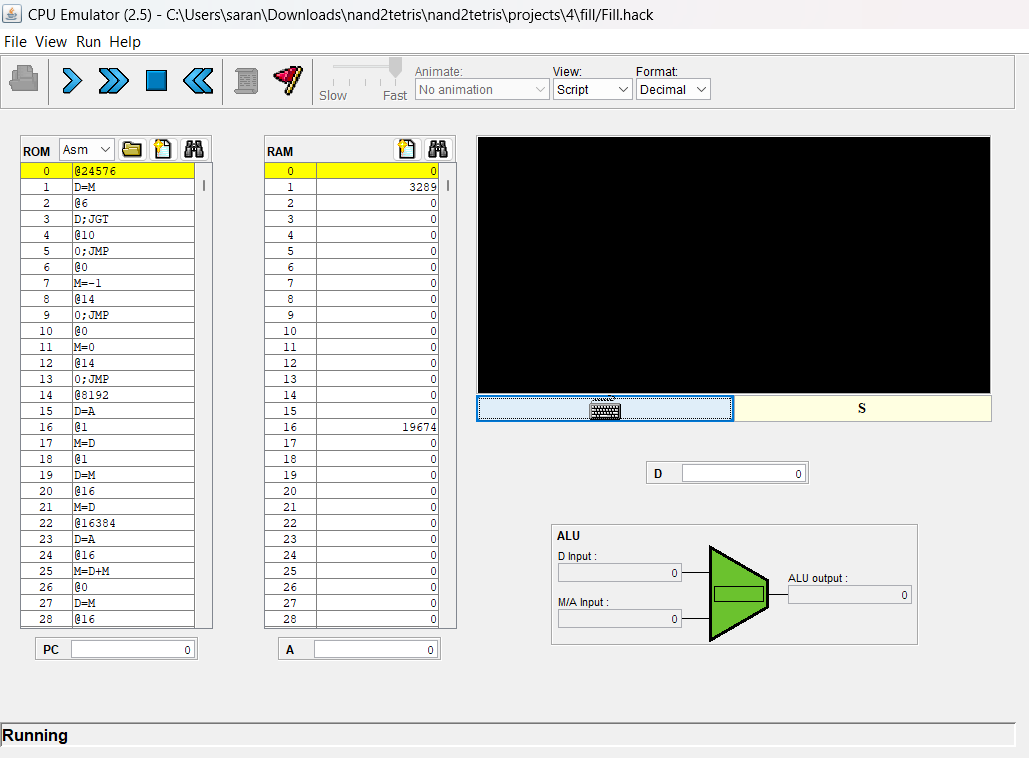 CPU Emulator (2.5) - C:\Users\saran\Downloads\nand2tetris\nand2tetris\projects\4\fill/Fill.hack
File View Run Help
Slow Fast
Animate:
No animation
View:
Script
Format:
Decimal
ROM Asm
0 @24576
1 D=M
2 @6
3 D;JGT
4 @10
5 0;JMP
6 @0
7 M=-1
8 @14
9 0;JMP
10 @0
11 M=0
12 @14
13 0;JMP
14 @8192
15 D=A
16 @1
17 M=D
18 @1
19 D=M
20 @16
21 M=D
22 @16384
23 D=A
24 @16
25 M=D+M
26 @0
27 D=M
28 @16
PC 0
RAM
0 0
1 3289
2 0
3 0
4 0
5 0
6 0
7 0
8 0
9 0
10 0
11 0
12 0
13 0
14 0
15 0
16 19674
17 0
18 0
19 0
20 0
21 0
22 0
23 0
24 0
25 0
26 0
27 0
28 0
A 0
S
D 0
ALU
D Input :
0
M/A Input :
0
ALU output :
0
Running